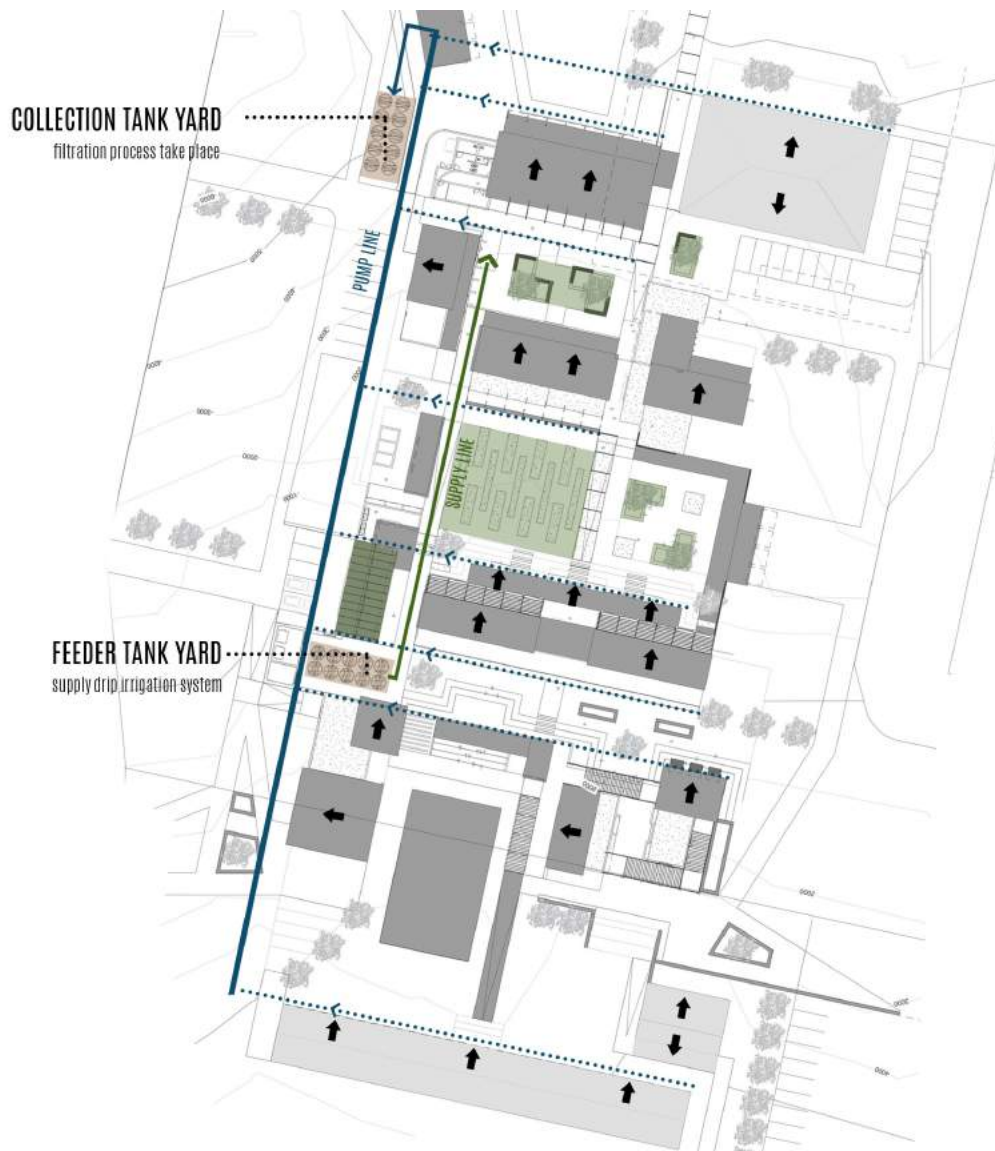 COLLECTION TANK YARD
filtration process take place
PUMP LINE
SUPPLY LINE
FEEDER TANK YARD
supply drip irrigation system